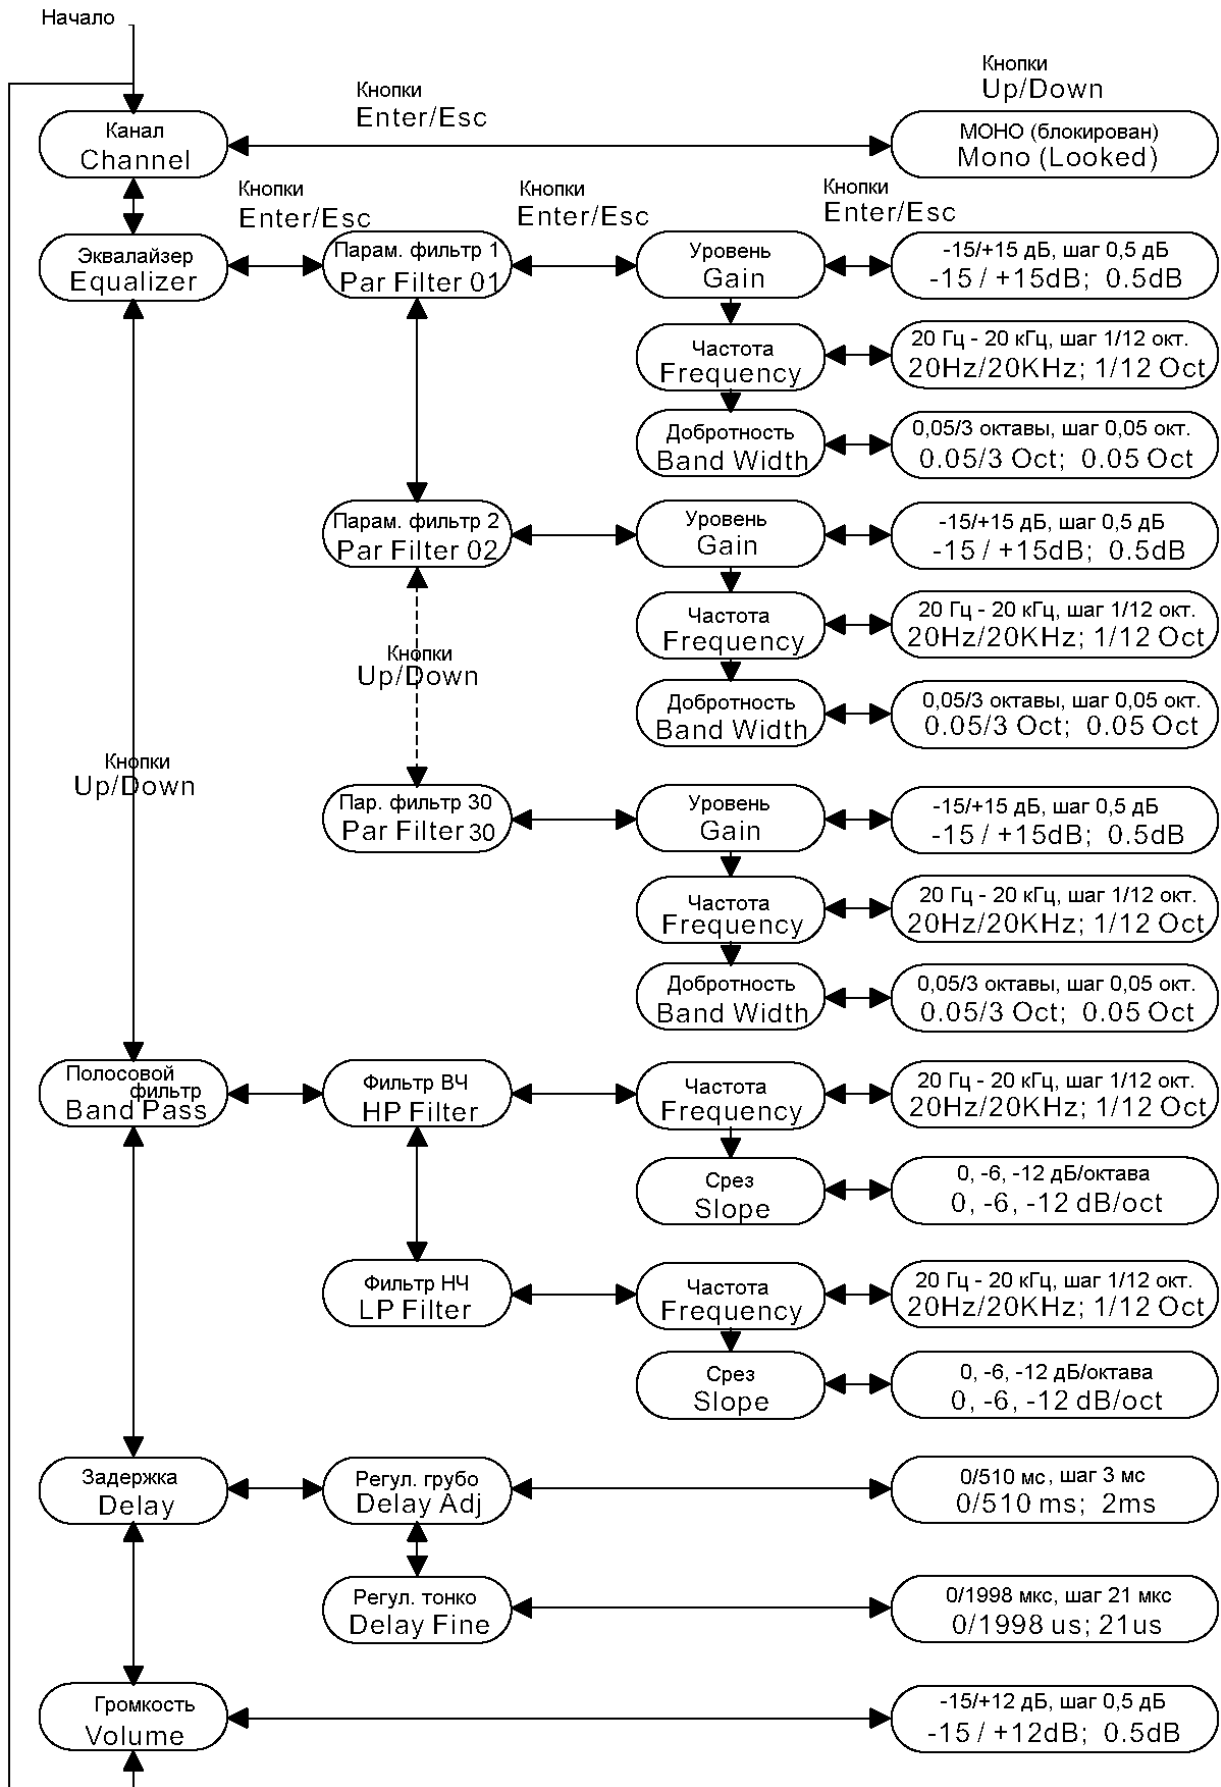 Начало
Кнопки
Up/Down
Кнопки
Enter/Esc
Канал
Channel
МОНО (блокирован)
Mono (Looked)
Кнопки
Enter/Esc
Кнопки
Enter/Esc
Кнопки
Enter/Esc
Эквалайзер
Equalizer
Парам. фильтр 1
Par Filter 01
Уровень
Gain
-15/+15 дБ, шаг 0,5 дБ
-15 / +15dB; 0.5dB
Частота
Frequency
20 Гц - 20 кГц, шаг 1/12 окт.
20Hz/20KHz; 1/12 Oct
Добротность
Band Width
0,05/3 октавы, шаг 0,05 окт.
0.05/3 Oct; 0.05 Oct
Парам. фильтр 2
Par Filter 02
Уровень
Gain
-15/+15 дБ, шаг 0,5 дБ
-15 / +15dB; 0.5dB
Частота
Frequency
20 Гц - 20 кГц, шаг 1/12 окт.
20Hz/20KHz; 1/12 Oct
Кнопки
Up/Down
Добротность
Band Width
0,05/3 октавы, шаг 0,05 окт.
0.05/3 Oct; 0.05 Oct
Кнопки
Up/Down
Пар. фильтр 30
Par Filter 30
Уровень
Gain
-15/+15 дБ, шаг 0,5 дБ
-15 / +15dB; 0.5dB
Частота
Frequency
20 Гц - 20 кГц, шаг 1/12 окт.
20Hz/20KHz; 1/12 Oct
Добротность
Band Width
0,05/3 октавы, шаг 0,05 окт.
0.05/3 Oct; 0.05 Oct
Полосовой
фильтр
Band Pass
Фильтр ВЧ
HP Filter
Частота
Frequency
20 Гц - 20 кГц, шаг 1/12 окт.
20Hz/20KHz; 1/12 Oct
Срез
Slope
0, -6, -12 дБ/октава
0, -6, -12 dB/oct
Фильтр НЧ
LP Filter
Частота
Frequency
20 Гц - 20 кГц, шаг 1/12 окт.
20Hz/20KHz; 1/12 Oct
Срез
Slope
0, -6, -12 дБ/октава
0, -6, -12 dB/oct
Задержка
Delay
Регул. грубо
Delay Adj
0/510 мс, шаг 3 мс
0/510 ms; 2ms
Регул. тонко
Delay Fine
0/1998 мкс, шаг 21 мкс
0/1998 us; 21us
Громкость
Volume
-15/+12 дБ, шаг 0,5 дБ
-15 / +12dB; 0.5dB